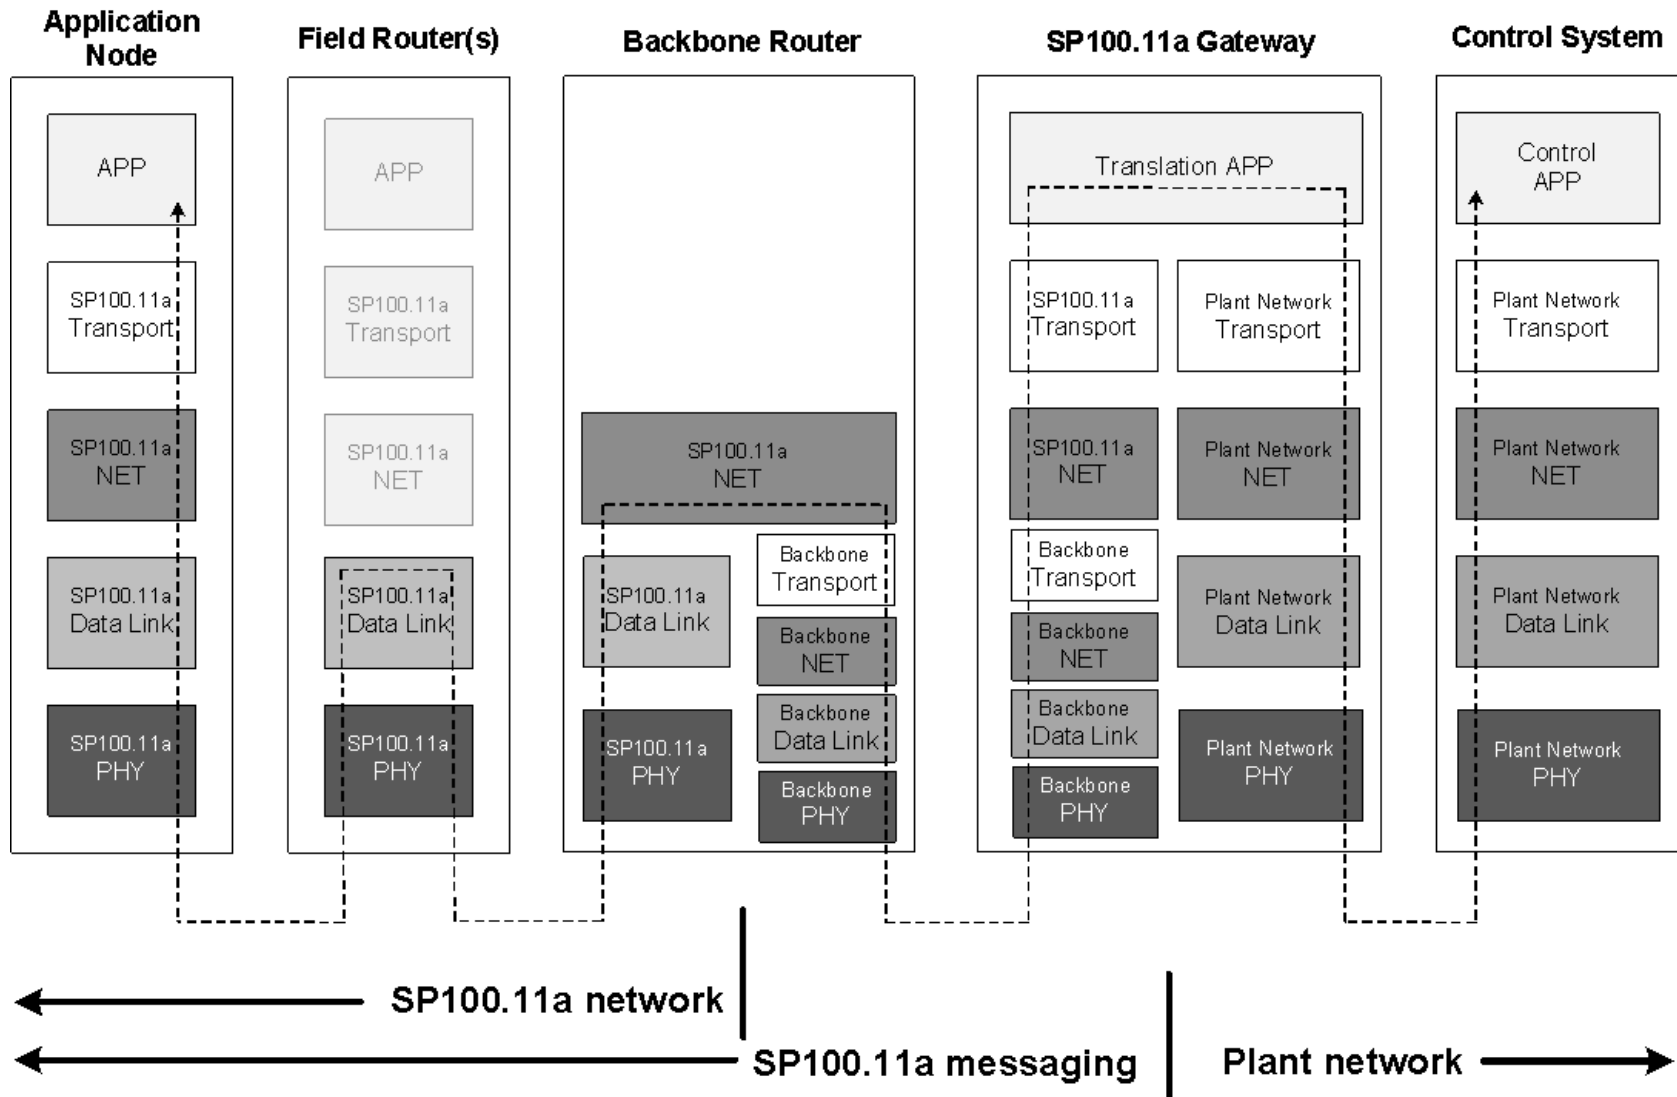 Application
Node
Field Router(s)
Backbone Router
SP100.11a Gateway
Control System
APP
SP100.11a
Transport
SP100.11a
NET
SP100.11a
Data Link
SP100.11a
PHY
APP
SP100.11a
Transport
SP100.11a
NET
SP100.11a
Data Link
SP100.11a
PHY
SP100.11a
NET
SP100.11a
Data Link
SP100.11a
PHY
Backbone
Transport
Backbone
NET
Backbone
Data Link
Backbone
PHY
Translation APP
SP100.11a
Transport
SP100.11a
NET
Backbone
Transport
Backbone
NET
Backbone
Data Link
Backbone
PHY
Plant Network
Transport
Plant Network
NET
Plant Network
Data Link
Plant Network
PHY
Control
APP
Plant Network
Transport
Plant Network
NET
Plant Network
Data Link
Plant Network
PHY
SP100.11a network
SP100.11a messaging
Plant network